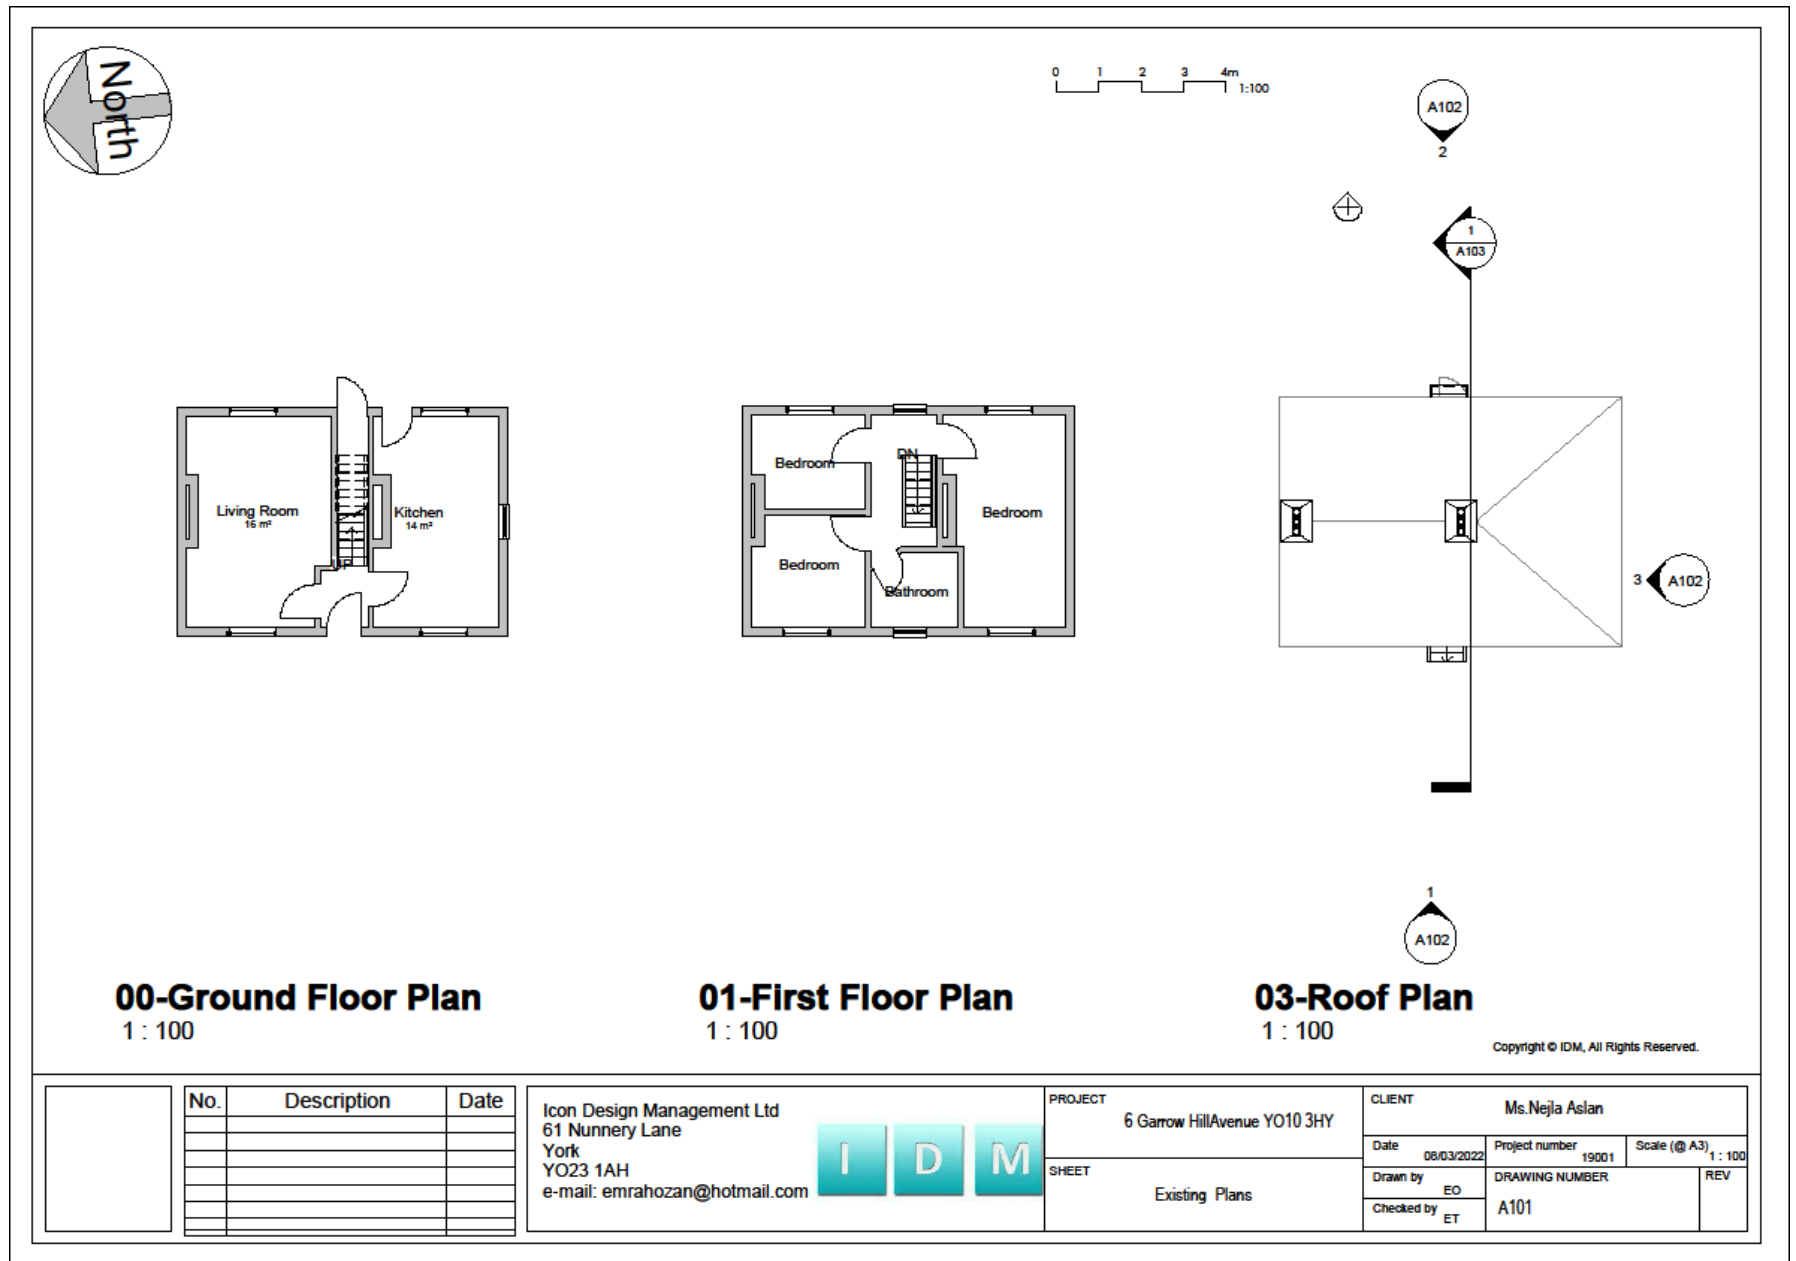 North
0 1 2 3 4m
1:100
A102
2
1
A103
Living Room
16 m²
Kitchen
14 m²
UP
Bedroom
DN
Bedroom
Bedroom
Bathroom
3 A102
1
A102
00-Ground Floor Plan
1 : 100
01-First Floor Plan
1 : 100
03-Roof Plan
1 : 100
Copyright © IDM, All Rights Reserved.
No. Description Date
Icon Design Management Ltd
61 Nunnery Lane
York
YO23 1AH
e-mail: emrahozan@hotmail.com
I D M
PROJECT
6 Garrow HillAvenue YO10 3HY
SHEET
Existing Plans
CLIENT
Ms.Nejla Aslan
Date
08/03/2022
Project number
19001
Scale (@ A3)
1 : 100
Drawn by
EO
Checked by
ET
DRAWING NUMBER
A101
REV